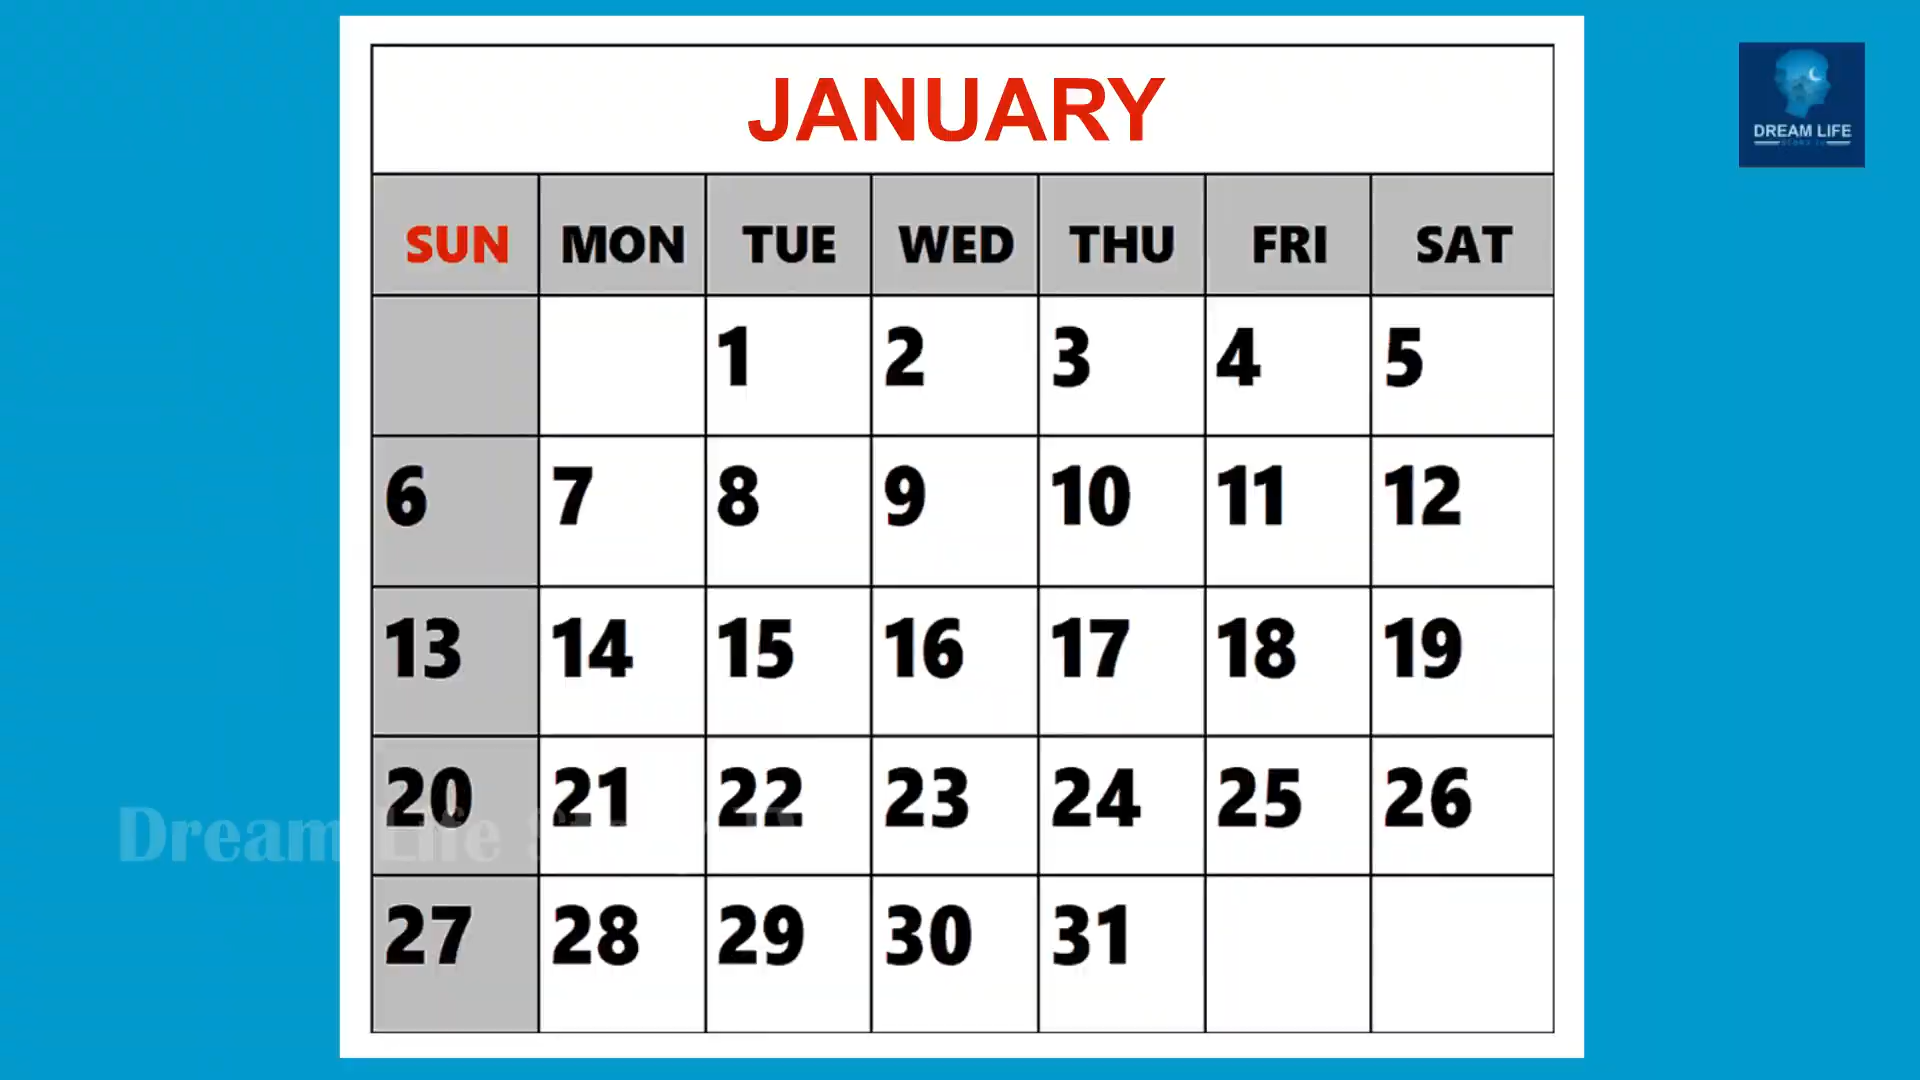 JANUARY
DREAM LIFE
SUN MON TUE WED THU FRI SAT
1 2 3 4 5
6 7 8 9 10 11 12
13 14 15 16 17 18 19
20 21 22 23 24 25 26
Dream Life
27 28 29 30 31